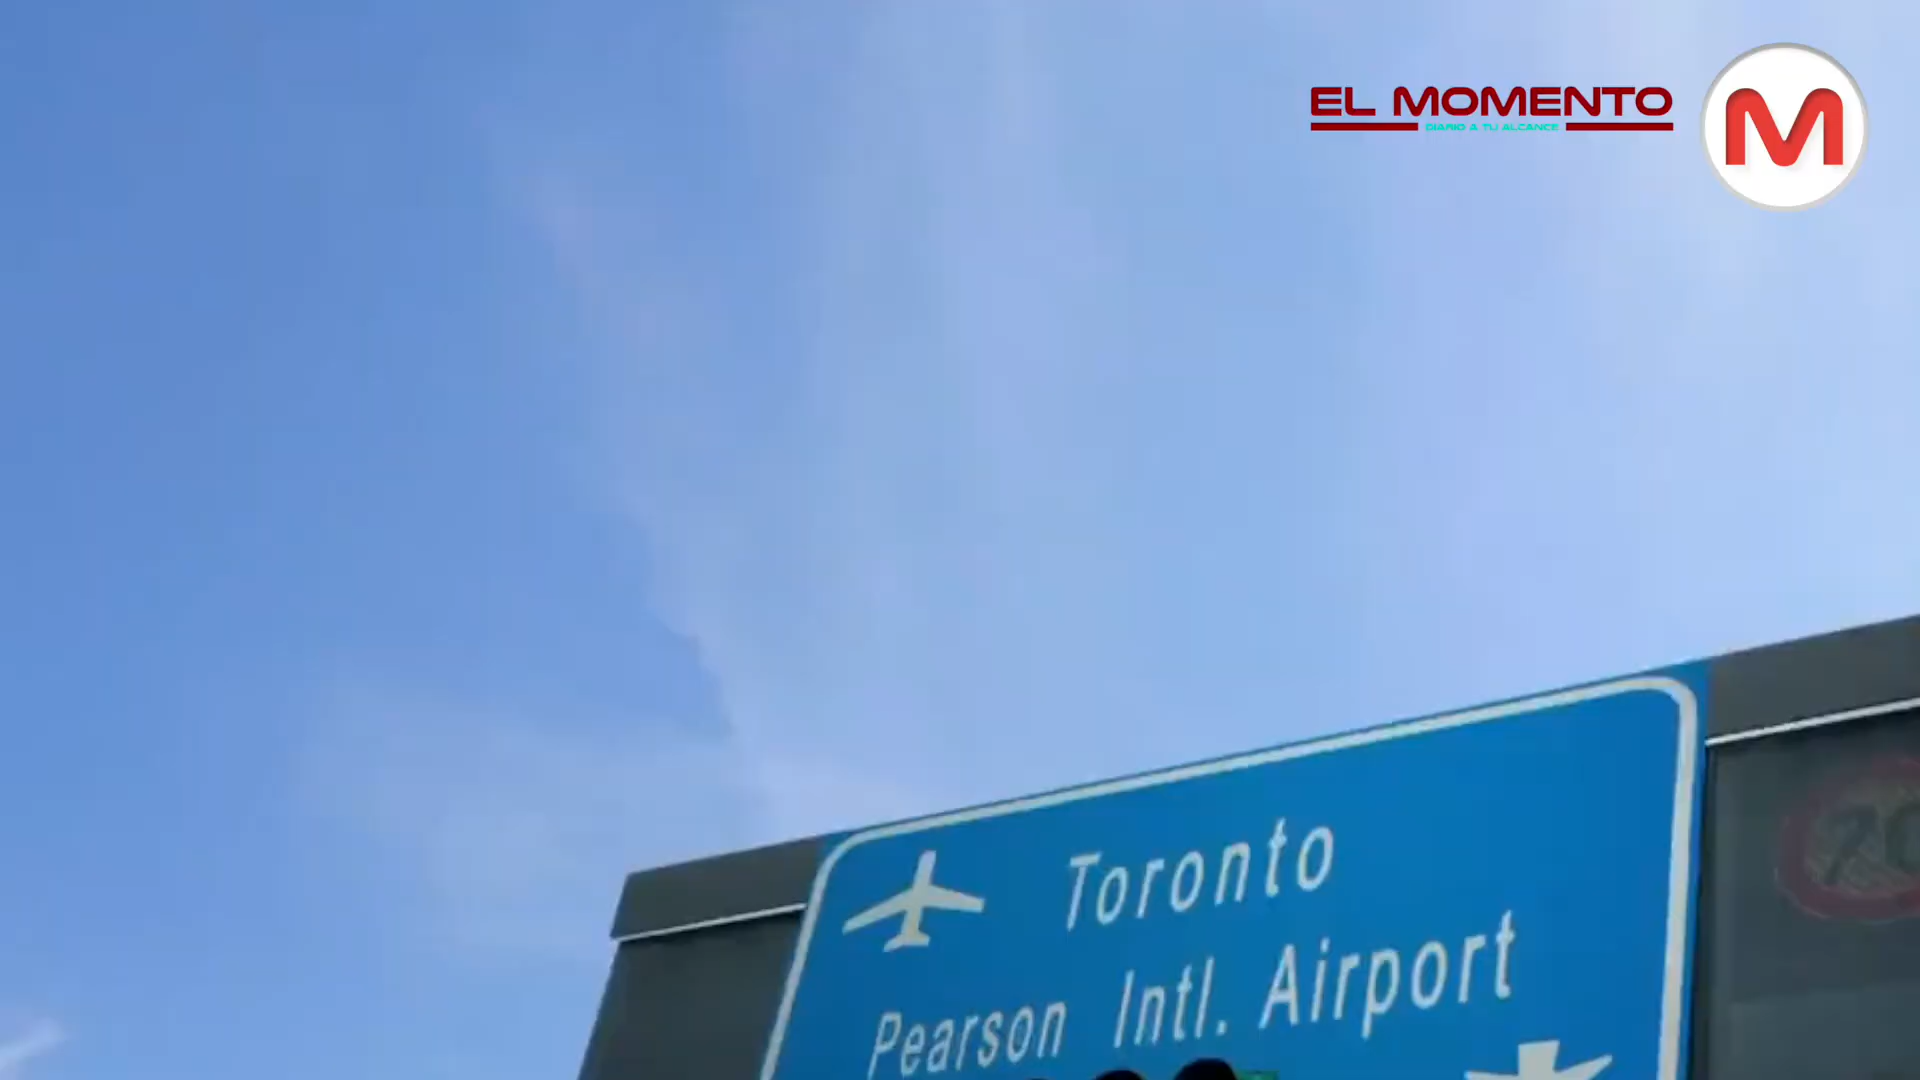 EL MOMENTO
DIARIO A TU ALCANCE
M
Toronto
Pearson Intl. Airport